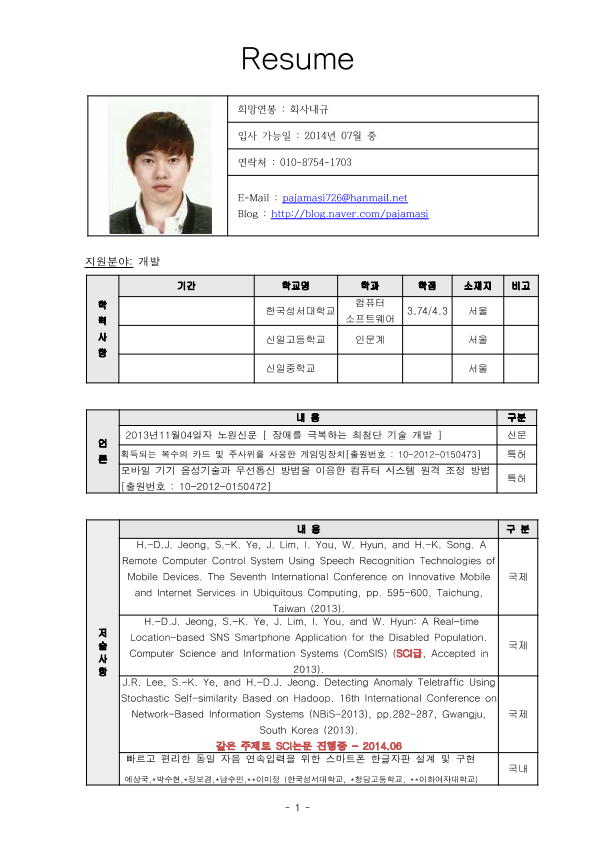 Resume
희망연봉 : 회사내규
입사 가능일 : 2014년 07월 중
연락처 : 010-8754-1703
E-Mail : pajamasi726@hanmail.net
Blog : http://blog.naver.com/pajamasi
지원분야: 개발
학력사항
기간 학교명 학과 학점 소재지 비고
한국성서대학교 컴퓨터 소프트웨어 3.74/4.3 서울
신일고등학교 인문계 서울
신일중학교 서울
언론
내 용 구분
2013년11월04일자 노원신문 [ 장애를 극복하는 최첨단 기술 개발 ] 신문
획득되는 복수의 카드 및 주사위를 사용한 게임밍장치[출원번호 : 10-2012-0150473] 특허
모바일 기기 음성기술과 무선통신 방법을 이용한 컴퓨터 시스템 원격 조정 방법
[출원번호 : 10-2012-0150472] 특허
저술사항
내 용 구 분
H.-D.J. Jeong, S.-K. Ye, J. Lim, I. You, W. Hyun, and H.-K. Song. A
Remote Computer Control System Using Speech Recognition Technologies of
Mobile Devices. The Seventh International Conference on Innovative Mobile
and Internet Services in Ubiquitous Computing, pp. 595-600, Taichung,
Taiwan (2013).
국제
H.-D.J. Jeong, S.-K. Ye, J. Lim, I. You, and W. Hyun: A Real-time
Location-based SNS Smartphone Application for the Disabled Population.
Computer Science and Information Systems (ComSIS) (SCI급, Accepted in
2013).
국제
J.R. Lee, S.-K. Ye, and H.-D.J. Jeong. Detecting Anomaly Teletraffic Using
Stochastic Self-similarity Based on Hadoop. 16th International Conference on
Network-Based Information Systems (NBiS-2013), pp.282-287, Gwangju,
South Korea (2013).
같은 주제로 SCI논문 진행중 - 2014.06
국제
빠르고 편리한 동일 자음 연속입력을 위한 스마트폰 한글자판 설계 및 구현
예상국,*박수현,*정보경,*남수민,**이미정 (한국성서대학교, *청담고등학교, **이화여자대학교)
국내
- 1 -